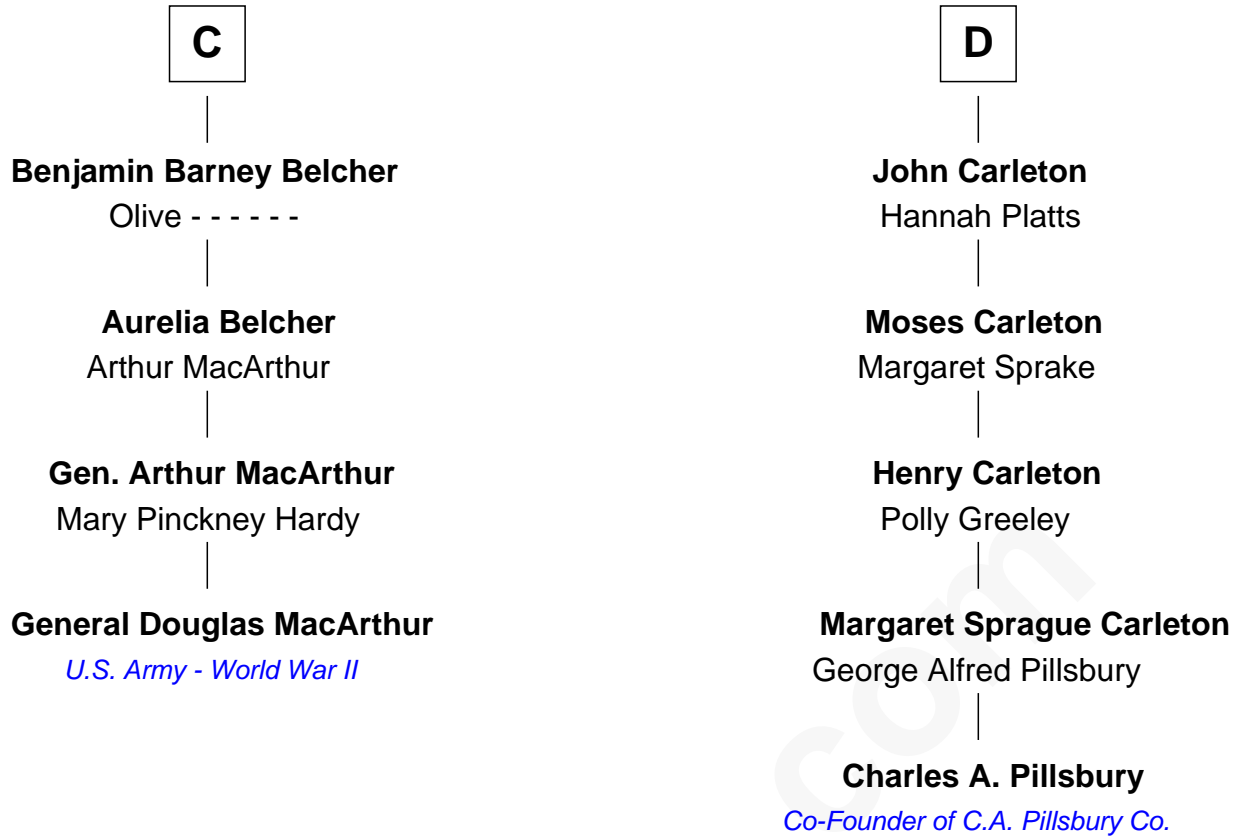 C
Benjamin Barney Belcher
Olive - - - - - -
Aurelia Belcher
Arthur MacArthur
Gen. Arthur MacArthur
Mary Pinckney Hardy
General Douglas MacArthur
U.S. Army - World War II
D
John Carleton
Hannah Platts
Moses Carleton
Margaret Sprake
Henry Carleton
Polly Greeley
Margaret Sprague Carleton
George Alfred Pillsbury
Charles A. Pillsbury
Co-Founder of C.A. Pillsbury Co.
com